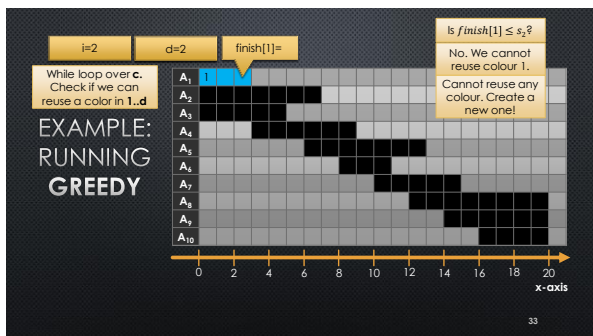 i=2
d=2
finish[1]=
Is finish[1] ≤ s₂?
No. We cannot
reuse colour 1.
Cannot reuse any
colour. Create a
new one!
While loop over c.
Check if we can
reuse a color in 1..d
EXAMPLE:
RUNNING
GREEDY
A₁ 1
A₂
A₃
A₄
A₅
A₆
A₇
A₈
A₉
A₁₀
0 2 4 6 8 10 12 14 16 18 20
x-axis
33